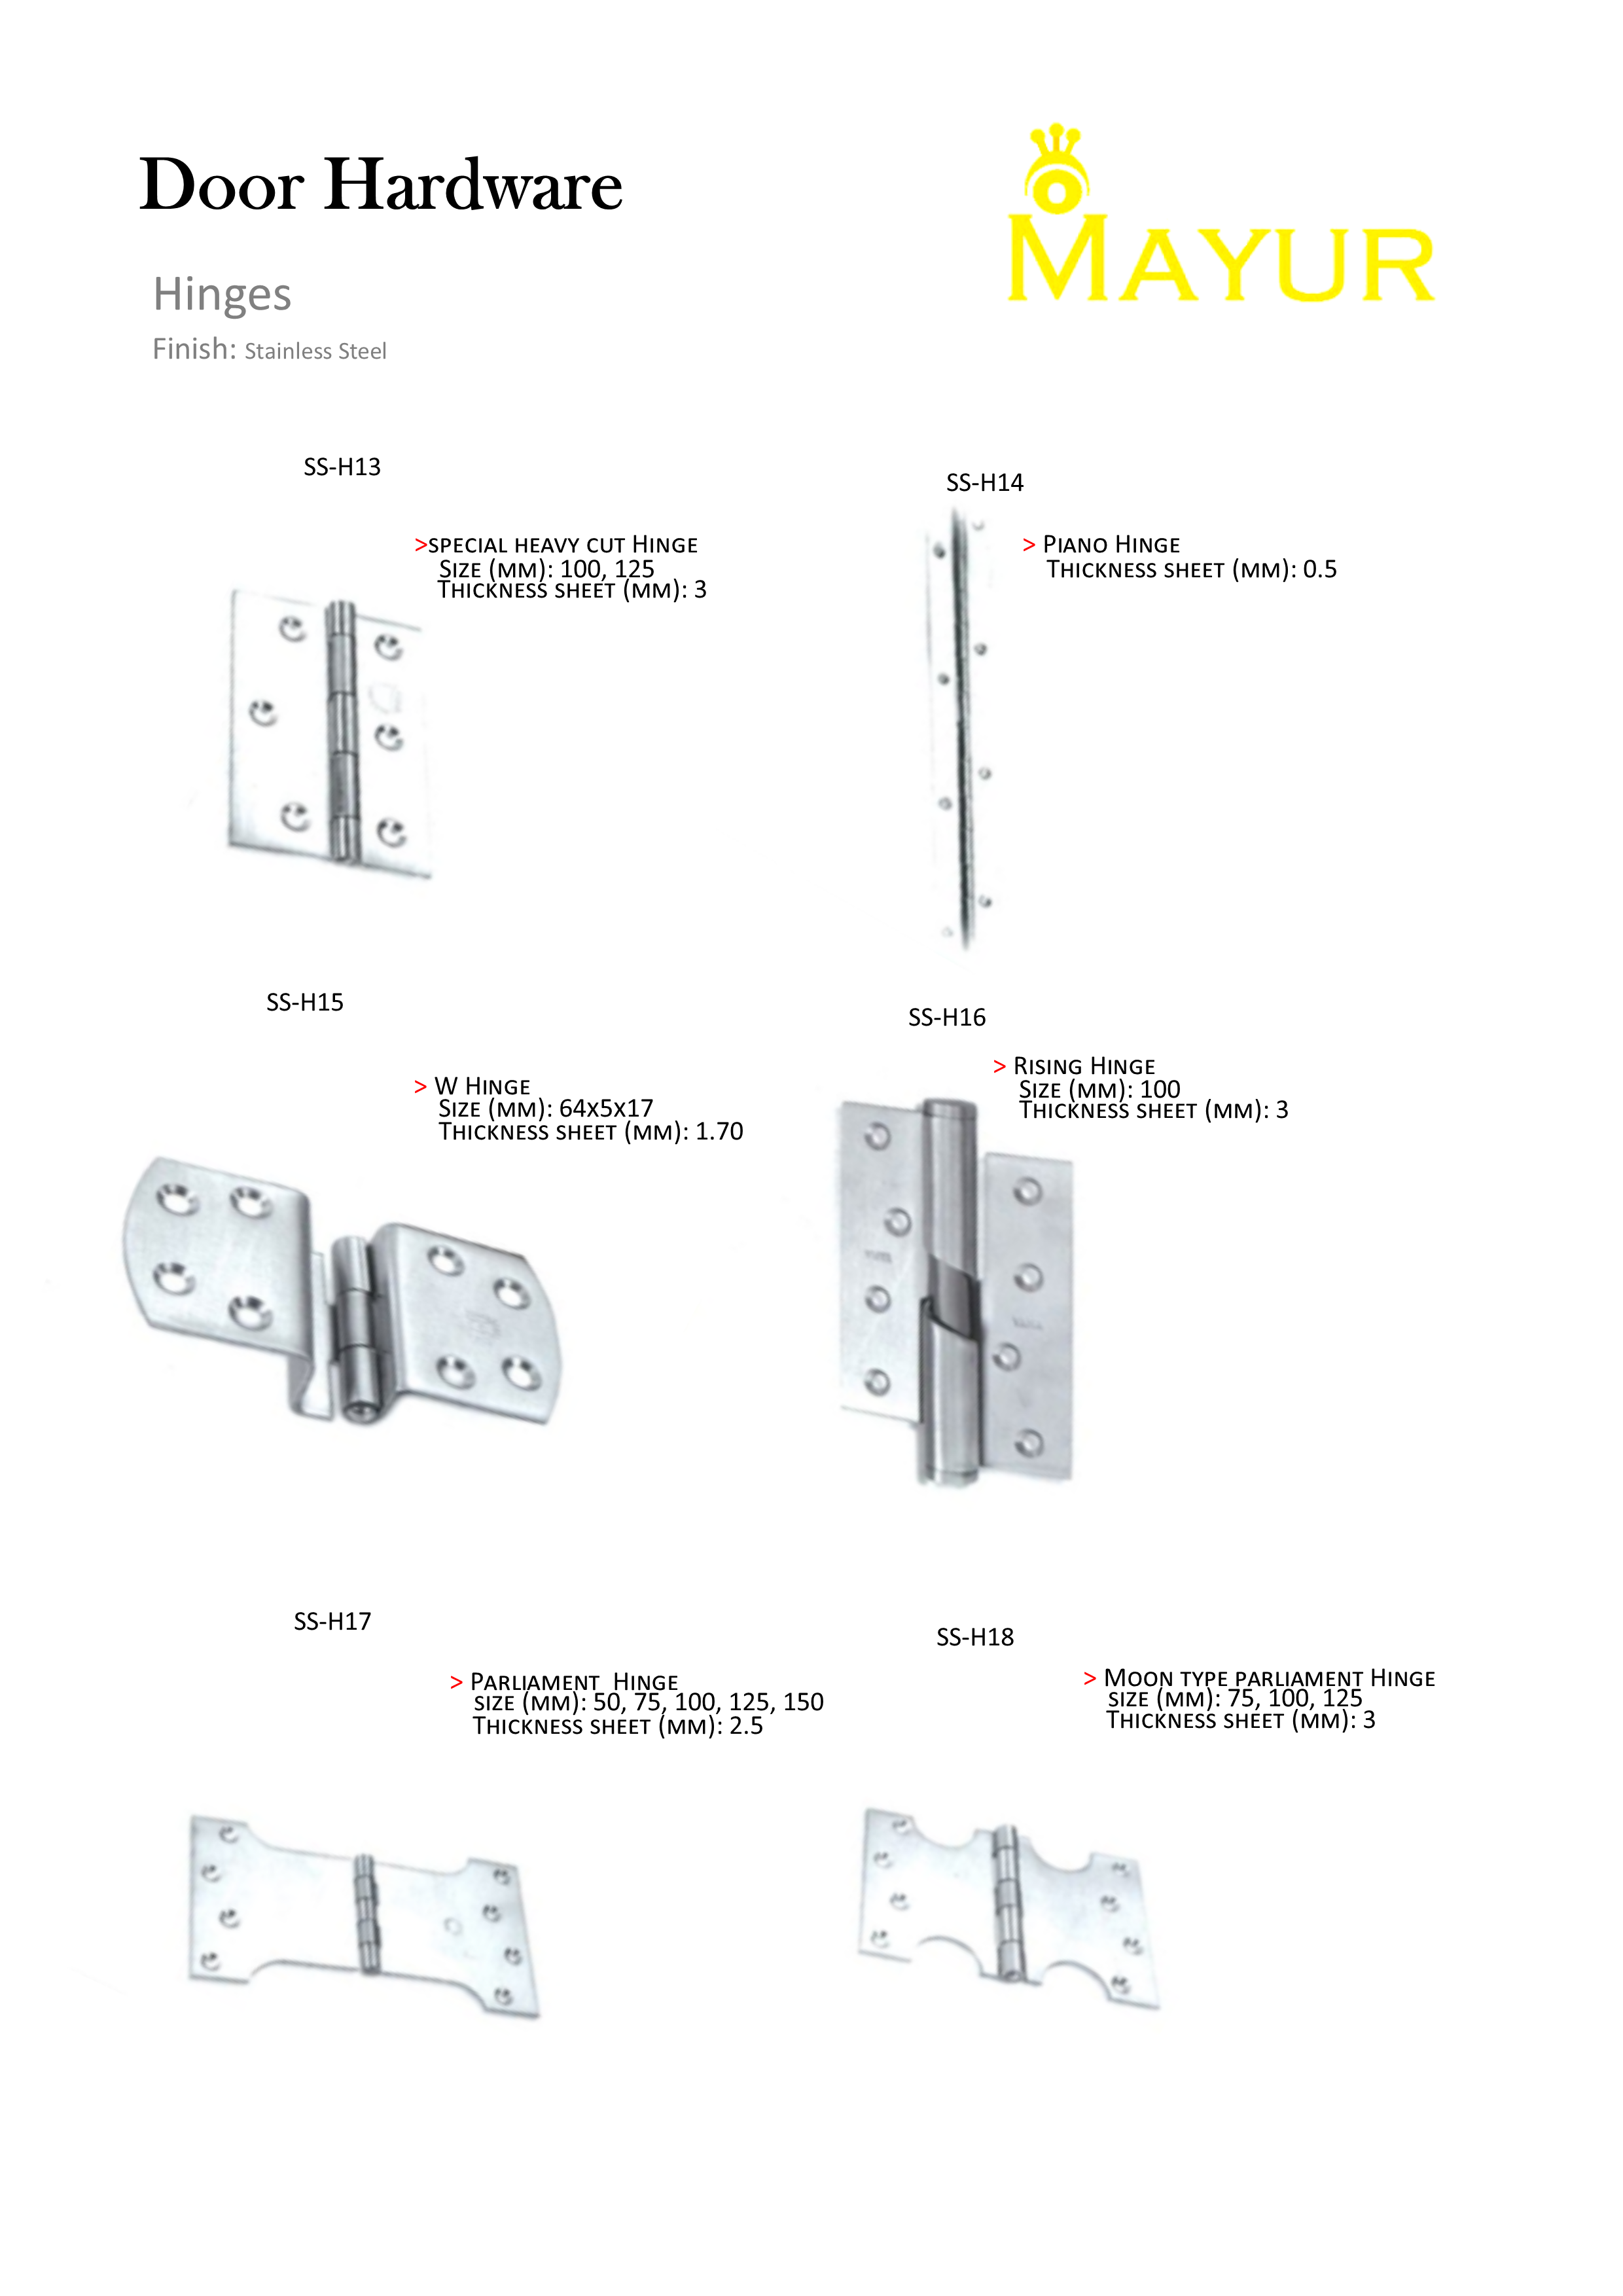 Door Hardware
MAYUR
Hinges
Finish: Stainless Steel
SS-H13
>SPECIAL HEAVY CUT HINGE
SIZE (MM): 100, 125
THICKNESS SHEET (MM): 3
SS-H14
> PIANO HINGE
THICKNESS SHEET (MM): 0.5
SS-H15
> W HINGE
SIZE (MM): 64X5X17
THICKNESS SHEET (MM): 1.70
SS-H16
> RISING HINGE
SIZE (MM): 100
THICKNESS SHEET (MM): 3
SS-H17
> PARLIAMENT HINGE
SIZE (MM): 50, 75, 100, 125, 150
THICKNESS SHEET (MM): 2.5
SS-H18
> MOON TYPE PARLIAMENT HINGE
SIZE (MM): 75, 100, 125
THICKNESS SHEET (MM): 3